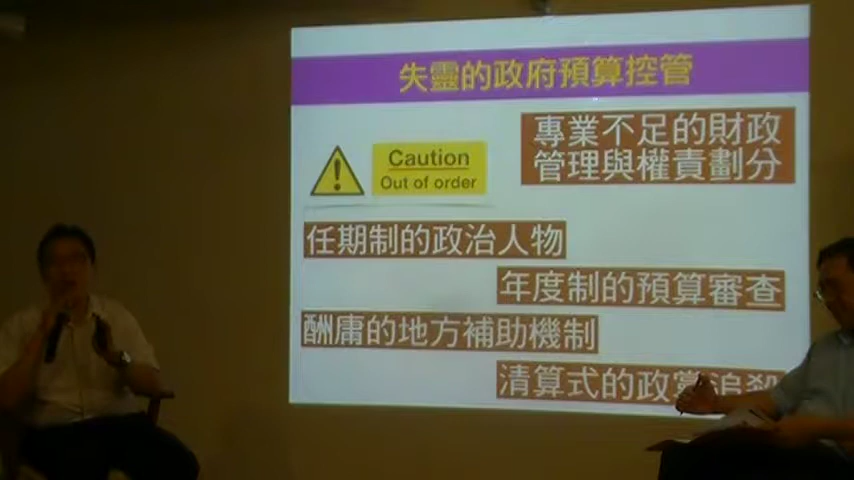 失靈的政府預算控管
專業不足的財政
管理與權責劃分
Caution
Out of order
任期制的政治人物
年度制的預算審查
酬庸的地方補助機制
清算式的政黨追殺